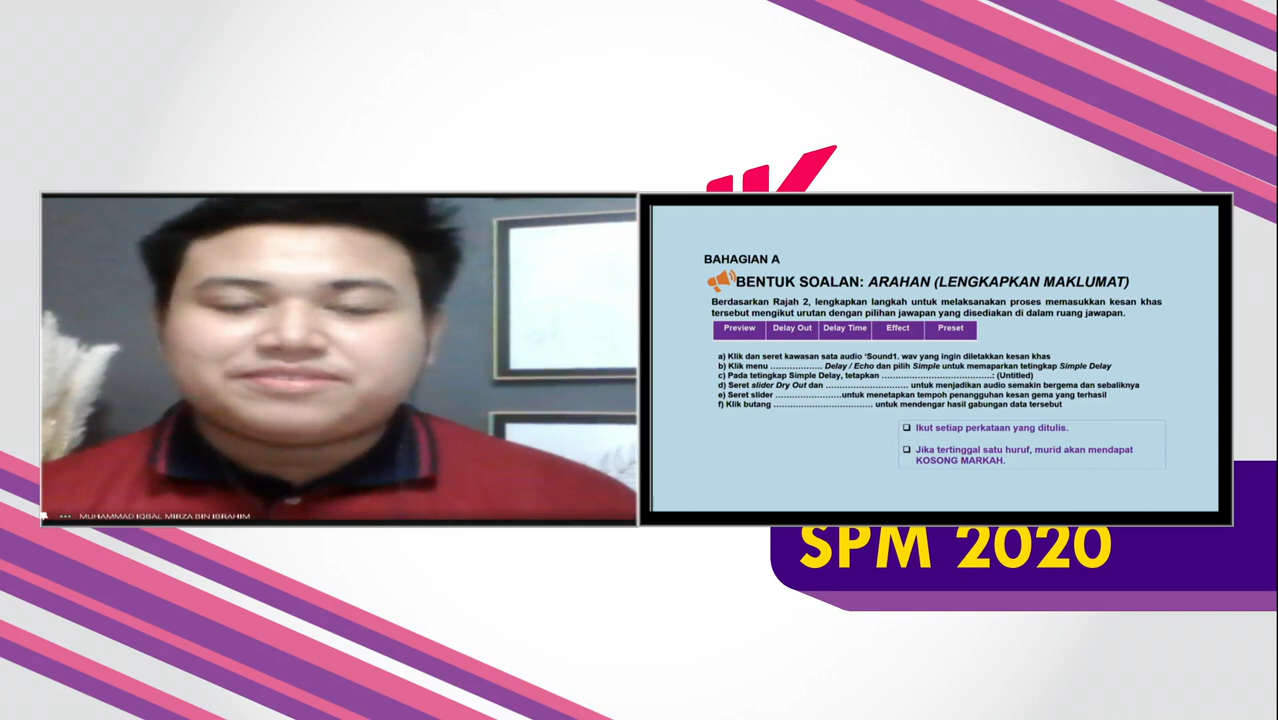 BAHAGIAN A
BENTUK SOALAN: ARAHAN (LENGKAPKAN MAKLUMAT)
Berdasarkan Rajah 2, lengkapkan langkah untuk melaksanakan proses memasukkan kesan khas
tersebut mengikut urutan dengan pilihan jawapan yang disediakan di dalam ruang jawapan.
Preview Delay Out Delay Time Effect Preset
a) Klik dan seret kawasan sata audio ‘Sound1. wav yang ingin diletakkan kesan khas
b) Klik menu ................... Delay / Echo dan pilih Simple untuk memaparkan tetingkap Simple Delay
c) Pada tetingkap Simple Delay, tetapkan ........................................: (Untitled)
d) Seret slider Dry Out dan .............................. untuk menjadikan audio semakin bergema dan sebaliknya
e) Seret slider ........................untuk menetapkan tempoh penangguhan kesan gema yang terhasil
f) Klik butang .................................... untuk mendengar hasil gabungan data tersebut
Ikut setiap perkataan yang ditulis.
Jika tertinggal satu huruf, murid akan mendapat
KOSONG MARKAH.
MUHAMMAD IQBAL MIRZA BIN IBRAHIM
SPM 2020